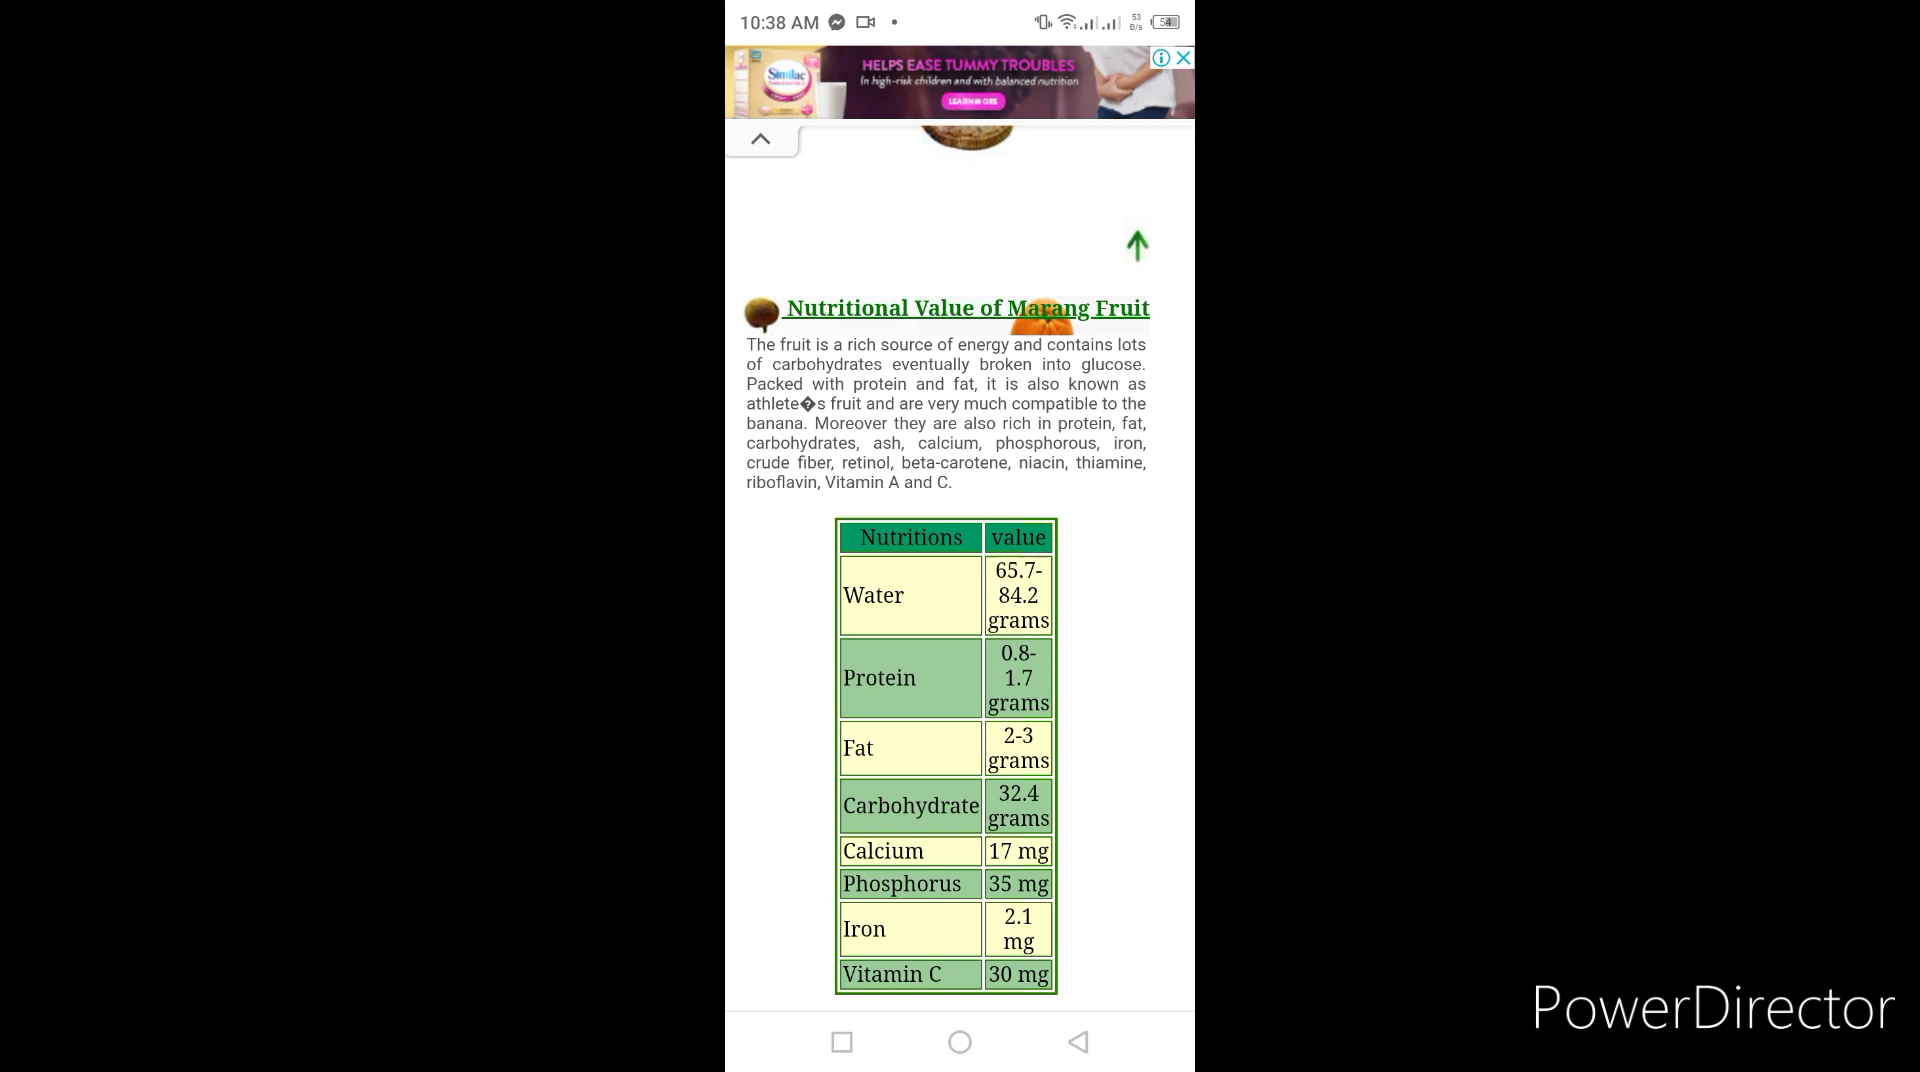 10:38 AM
53
B/s
54
Similac
HELPS EASE TUMMY TROUBLES
In high-risk children and with balanced nutrition
LEARN MORE
Nutritional Value of Marang Fruit
The fruit is a rich source of energy and contains lots
of carbohydrates eventually broken into glucose.
Packed with protein and fat, it is also known as
athlete�s fruit and are very much compatible to the
banana. Moreover they are also rich in protein, fat,
carbohydrates, ash, calcium, phosphorous, iron,
crude fiber, retinol, beta-carotene, niacin, thiamine,
riboflavin, Vitamin A and C.
Nutritions value
Water 65.7-
84.2
grams
Protein 0.8-
1.7
grams
Fat 2-3
grams
Carbohydrate 32.4
grams
Calcium 17 mg
Phosphorus 35 mg
Iron 2.1
mg
Vitamin C 30 mg
PowerDirector